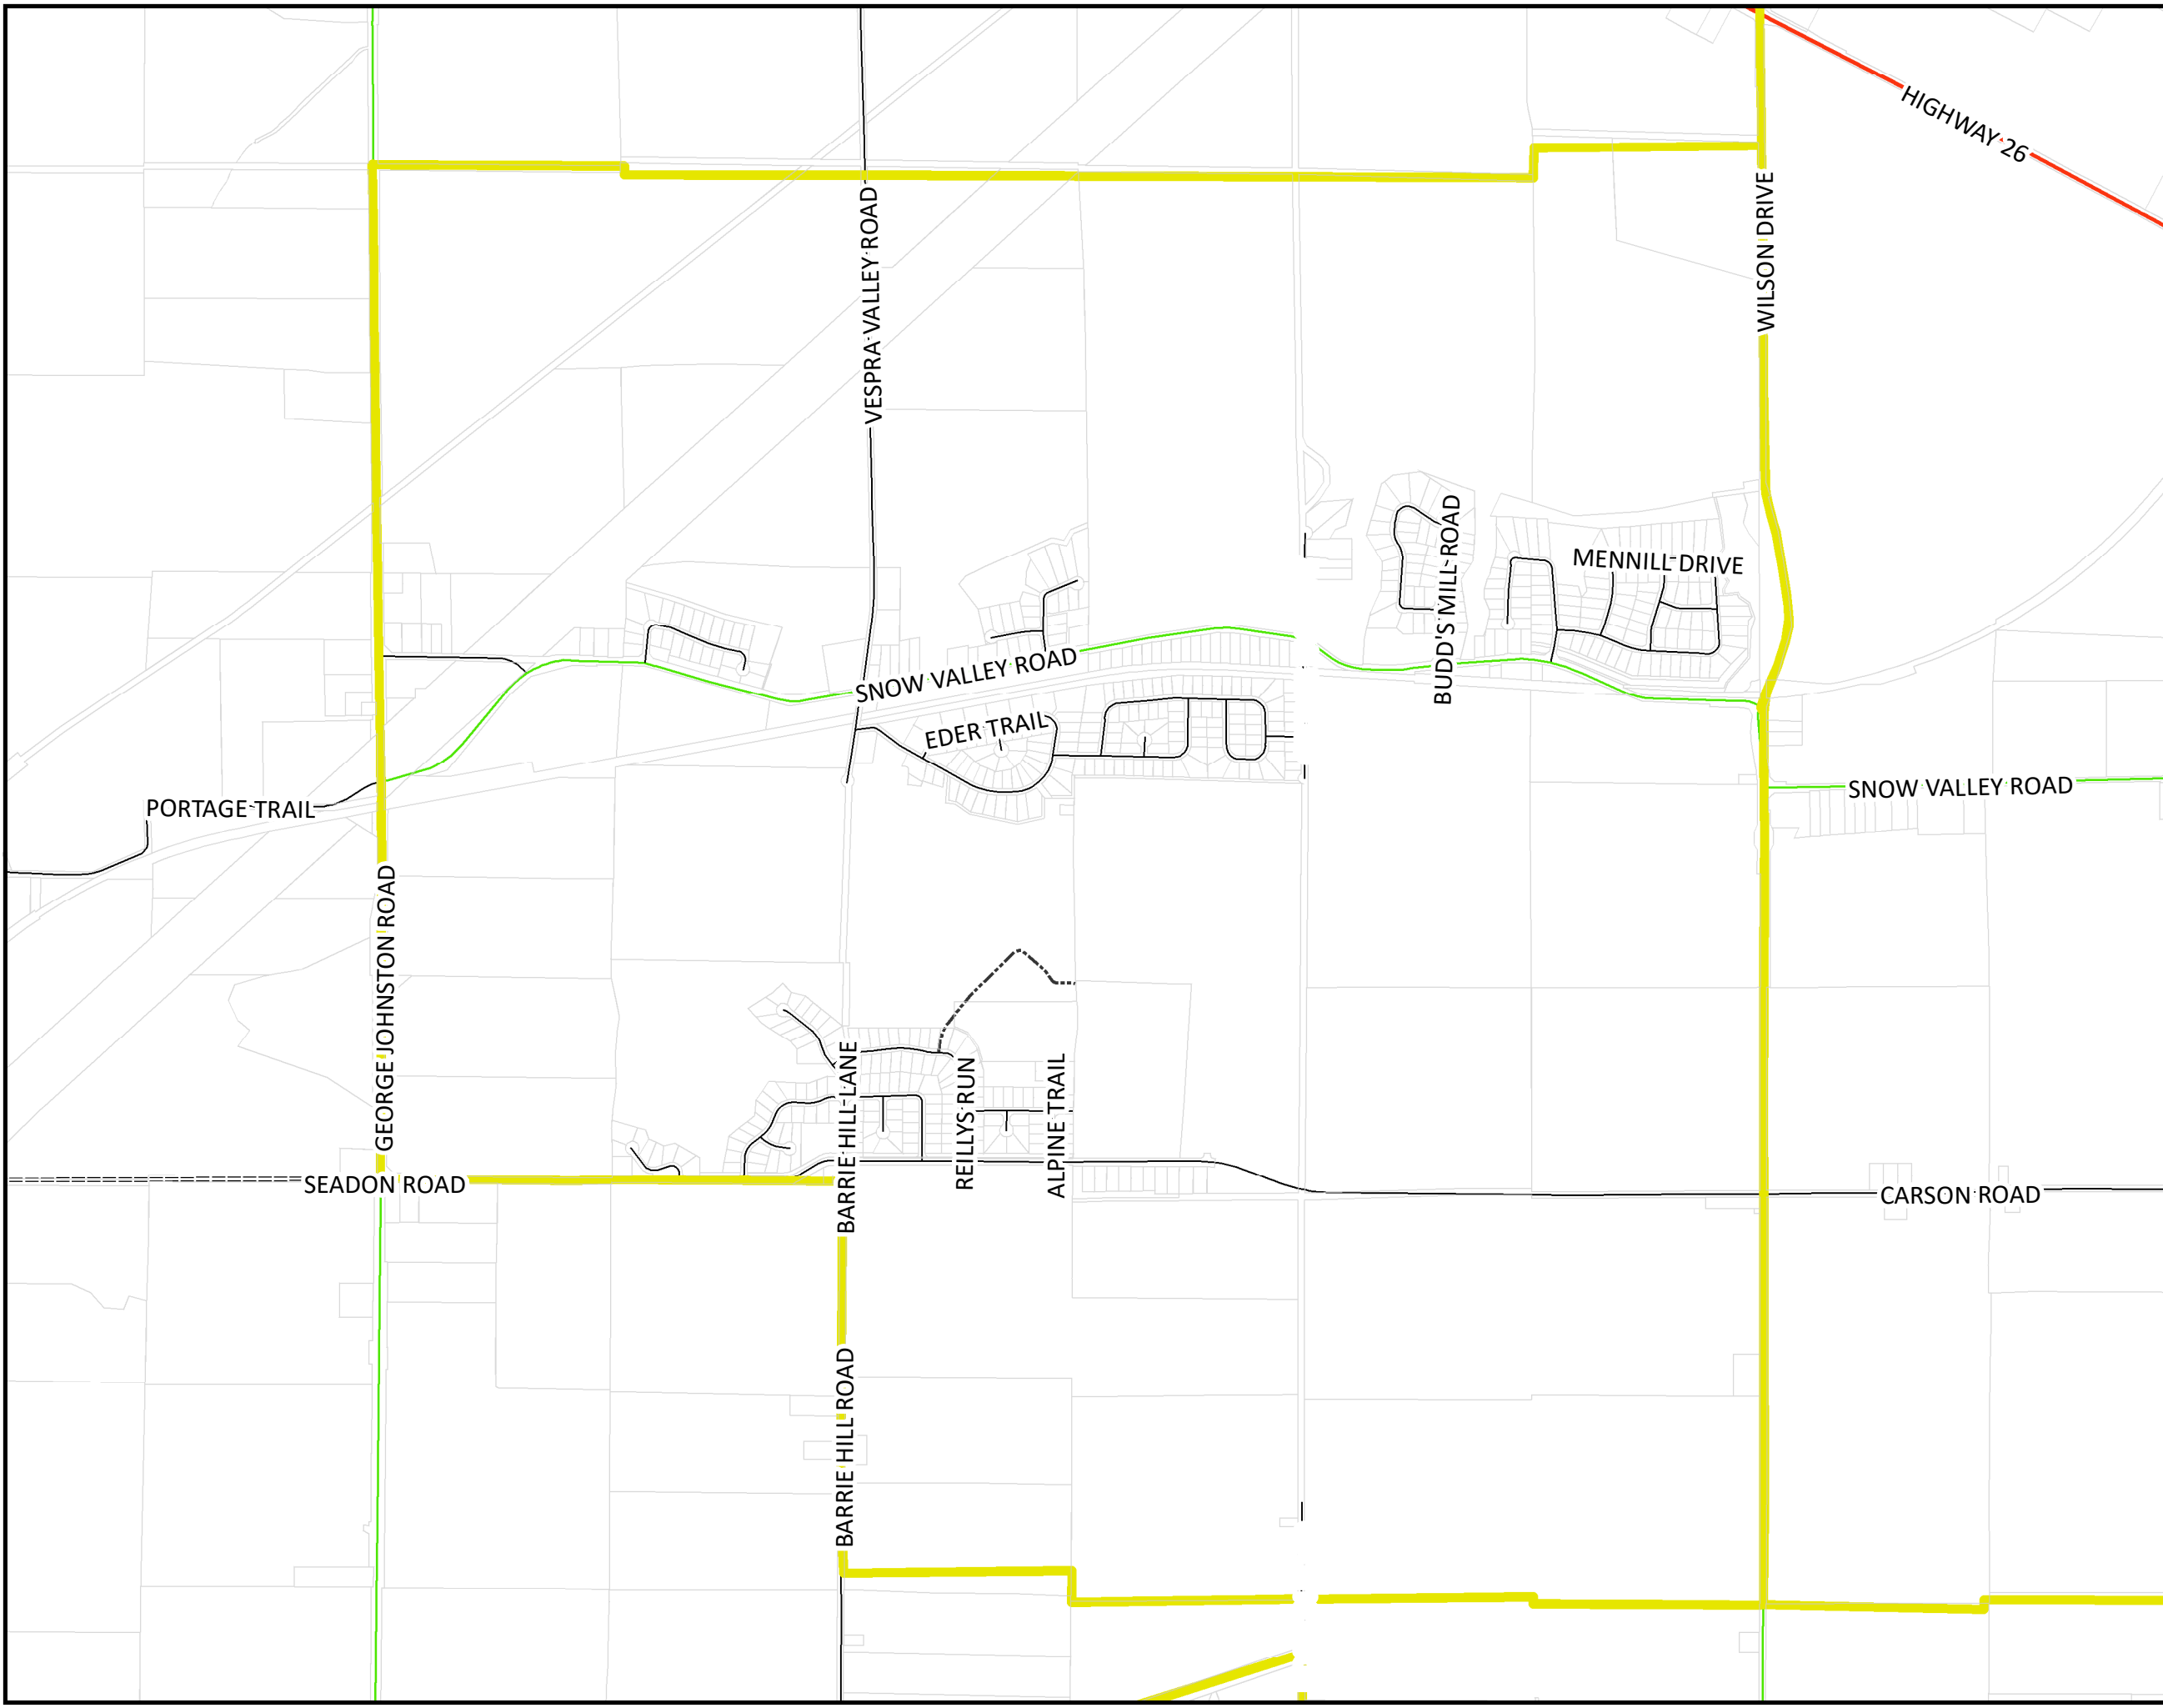 HIGHWAY 26
WILSON DRIVE
VESPRA VALLEY ROAD
BUDD'S MILL ROAD
MENNILL DRIVE
SNOW VALLEY ROAD
EDER TRAIL
SNOW VALLEY ROAD
PORTAGE TRAIL
GEORGE JOHNSTON ROAD
BARRIE HILL LANE
REILLYS RUN
ALPINE TRAIL
SEADON ROAD
CARSON ROAD
BARRIE HILL ROAD